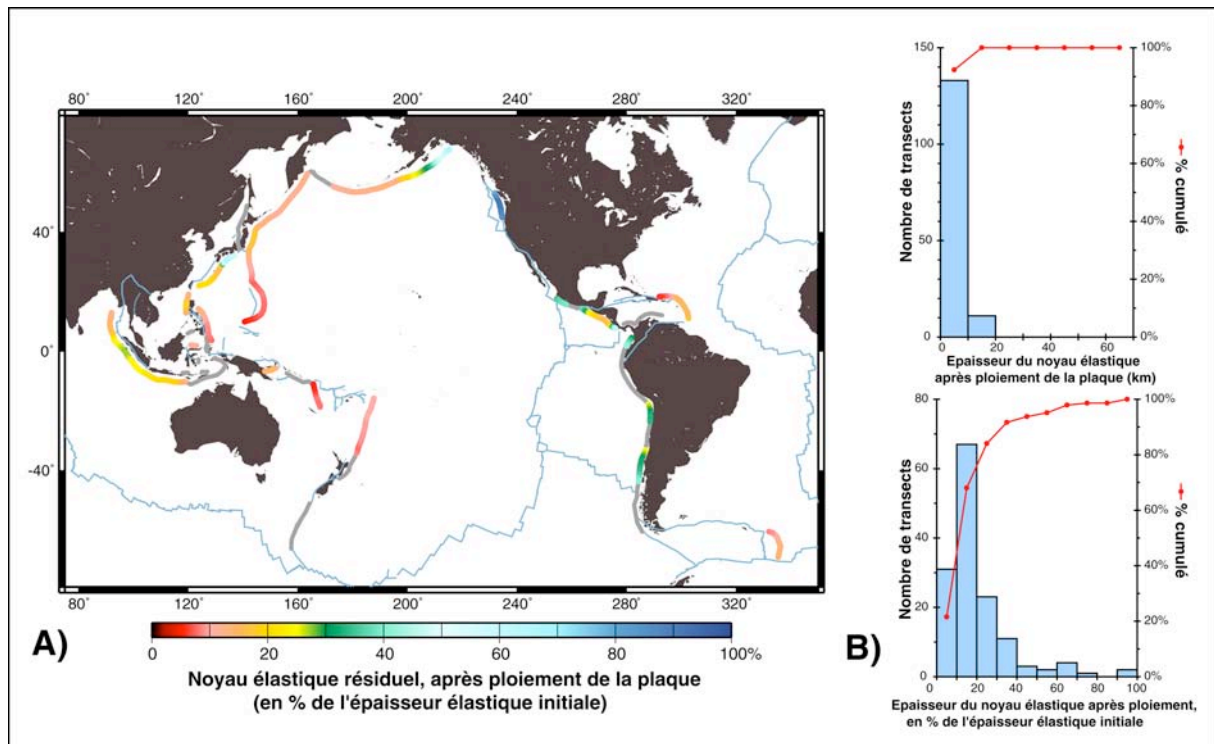 80˚ 120˚ 160˚ 200˚ 240˚ 280˚ 320˚
40˚
0˚
-40˚
80˚ 120˚ 160˚ 200˚ 240˚ 280˚ 320˚
A)
0 20 40 60 80 100%
Noyau élastique résiduel, après ploiement de la plaque
(en % de l'épaisseur élastique initiale)
150
100
50
0
Nombre de transects
100%
80%
60%
40%
20%
0%
% cumulé
0 20 40 60
Epaisseur du noyau élastique
après ploiement de la plaque (km)
80
60
40
20
0
Nombre de transects
100%
80%
60%
40%
20%
0%
% cumulé
0 20 40 60 80 100
B)
Epaisseur du noyau élastique après ploiement,
en % de l'épaisseur élastique initiale